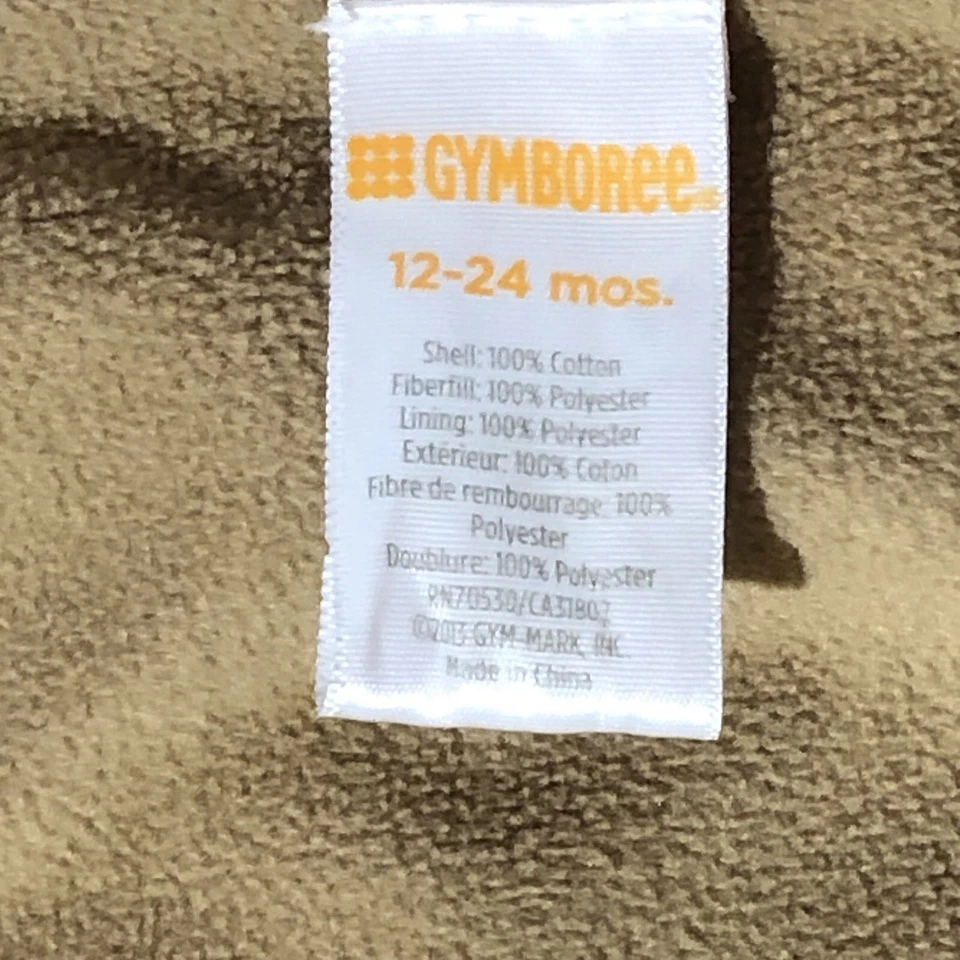 GYMBOREE
12-24 mos.
Shell: 100% Cotton
Fiberfill: 100% Polyester
Lining: 100% Polyester
Extérieur: 100% Coton
Fibre de rembourrage: 100%
Polyester
Doublure: 100% Polyester
RN70530/CA31807
©2013 GYM-MARK, INC.
Made in China